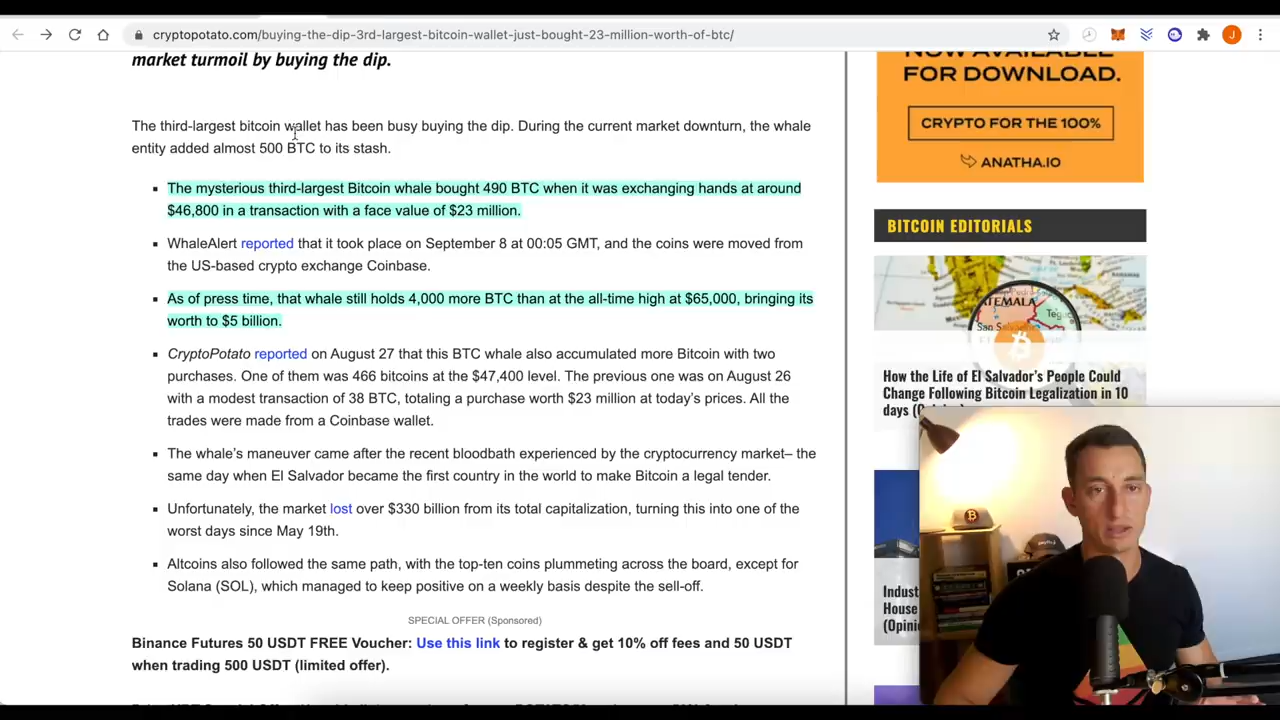 cryptopotato.com/buying-the-dip-3rd-largest-bitcoin-wallet-just-bought-23-million-worth-of-btc/
J
market turmoil by buying the dip.
The third-largest bitcoin wallet has been busy buying the dip. During the current market downturn, the whale
entity added almost 500 BTC to its stash.
The mysterious third-largest Bitcoin whale bought 490 BTC when it was exchanging hands at around
$46,800 in a transaction with a face value of $23 million.
WhaleAlert reported that it took place on September 8 at 00:05 GMT, and the coins were moved from
the US-based crypto exchange Coinbase.
As of press time, that whale still holds 4,000 more BTC than at the all-time high at $65,000, bringing its
worth to $5 billion.
CryptoPotato reported on August 27 that this BTC whale also accumulated more Bitcoin with two
purchases. One of them was 466 bitcoins at the $47,400 level. The previous one was on August 26
with a modest transaction of 38 BTC, totaling a purchase worth $23 million at today's prices. All the
trades were made from a Coinbase wallet.
The whale's maneuver came after the recent bloodbath experienced by the cryptocurrency market– the
same day when El Salvador became the first country in the world to make Bitcoin a legal tender.
Unfortunately, the market lost over $330 billion from its total capitalization, turning this into one of the
worst days since May 19th.
Altcoins also followed the same path, with the top-ten coins plummeting across the board, except for
Solana (SOL), which managed to keep positive on a weekly basis despite the sell-off.
SPECIAL OFFER (Sponsored)
Binance Futures 50 USDT FREE Voucher: Use this link to register & get 10% off fees and 50 USDT
when trading 500 USDT (limited offer).
NOW AVAILABLE
FOR DOWNLOAD.
CRYPTO FOR THE 100%
ANATHA.IO
BITCOIN EDITORIALS
How the Life of El Salvador's People Could
Change Following Bitcoin Legalization in 10
days
Indust
House
(Opini